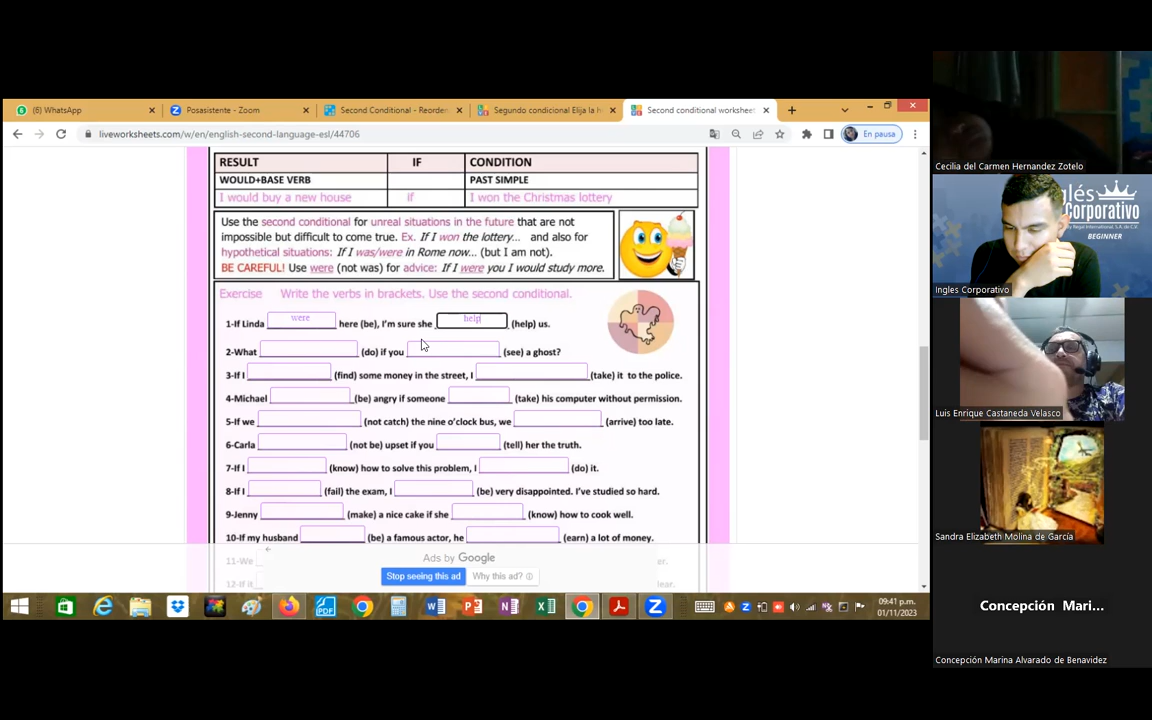 (6) WhatsApp
Posasistente - Zoom
Second Conditional - Reorder
Segundo condicional Elija la h
Second conditional workshee
liveworksheets.com/w/en/english-second-language-esl/44706
En pausa
RESULT IF CONDITION
WOULD+BASE VERB PAST SIMPLE
I would buy a new house if I won the Christmas lottery
Use the second conditional for unreal situations in the future that are not
impossible but difficult to come true. Ex. If I won the lottery... and also for
hypothetical situations: If I was/were in Rome now... (but I am not).
BE CAREFUL! Use were (not was) for advice: If I were you I would study more.
Exercise Write the verbs in brackets. Use the second conditional.
1-If Linda were here (be), I'm sure she help (help) us.
2-What (do) if you (see) a ghost?
3-If I (find) some money in the street, I (take) it to the police.
4-Michael (be) angry if someone (take) his computer without permission.
5-If we (not catch) the nine o'clock bus, we (arrive) too late.
6-Carla (not be) upset if you (tell) her the truth.
7-If I (know) how to solve this problem, I (do) it.
8-If I (fail) the exam, I (be) very disappointed. I've studied so hard.
9-Jenny (make) a nice cake if she (know) how to cook well.
10-If my husband (be) a famous actor, he (earn) a lot of money.
Ads by Google
11-We er.
Stop seeing this ad Why this ad?
12-If it lear.
09:41 p.m.
01/11/2023
Cecilia del Carmen Hernandez Zotelo
glés
Corporativo
by Regal International, S.A. de C.V.
BEGINNER
Ingles Corporativo
Luis Enrique Castaneda Velasco
Sandra Elizabeth Molina de García
Concepción Mari...
Concepción Marina Alvarado de Benavidez